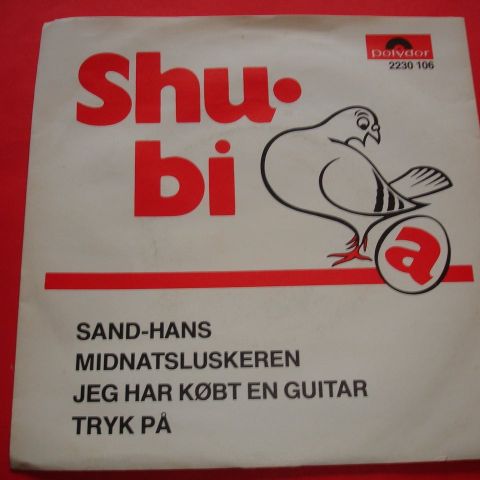 polydor
2230 106
Shu·
bi
a
SAND-HANS
MIDNATSLUSKEREN
JEG HAR KØBT EN GUITAR
TRYK PÅ